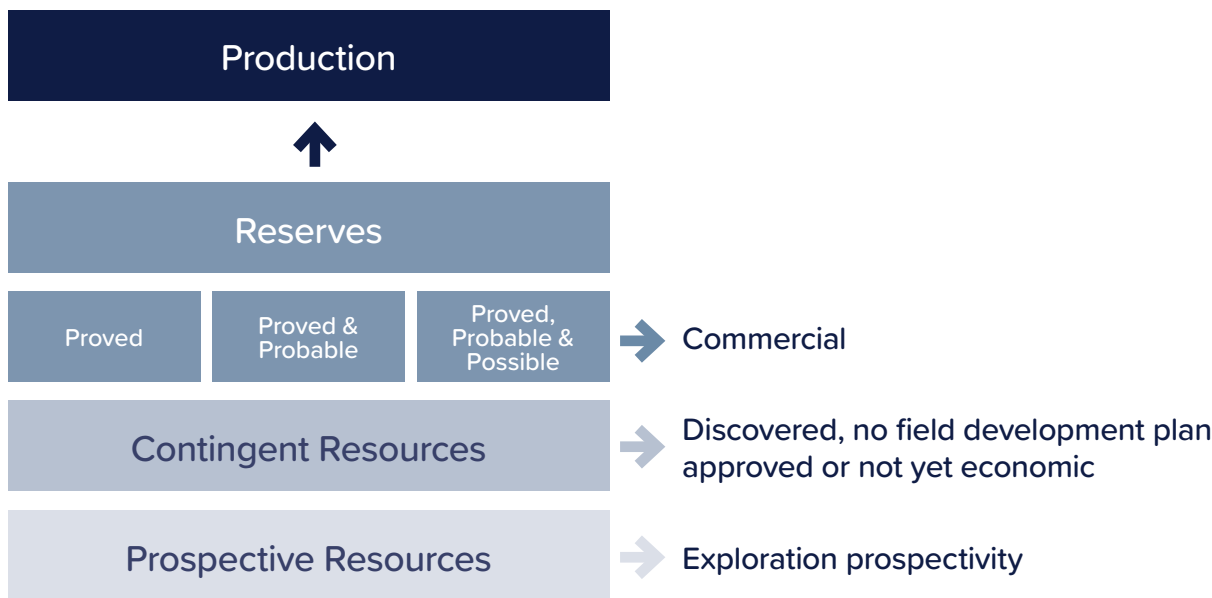 Production
Reserves
Proved
Proved &
Probable
Proved,
Probable &
Possible
Commercial
Contingent Resources
Discovered, no field development plan
approved or not yet economic
Prospective Resources
Exploration prospectivity